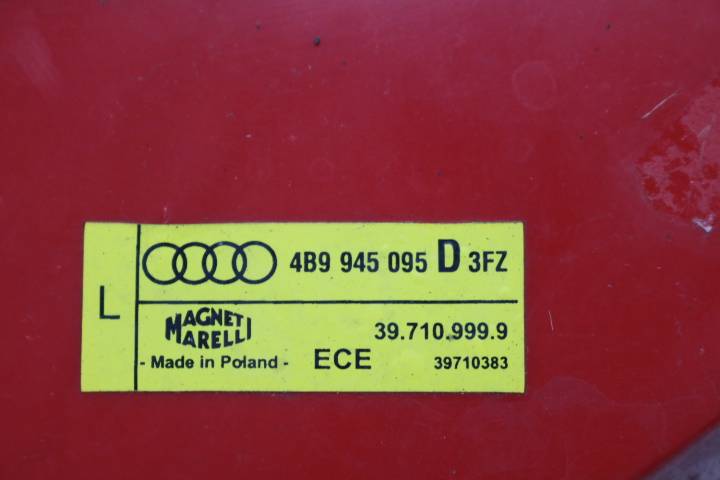 L
4B9 945 095 D 3FZ
MAGNETI MARELLI
39.710.999.9
- Made in Poland - ECE 39710383